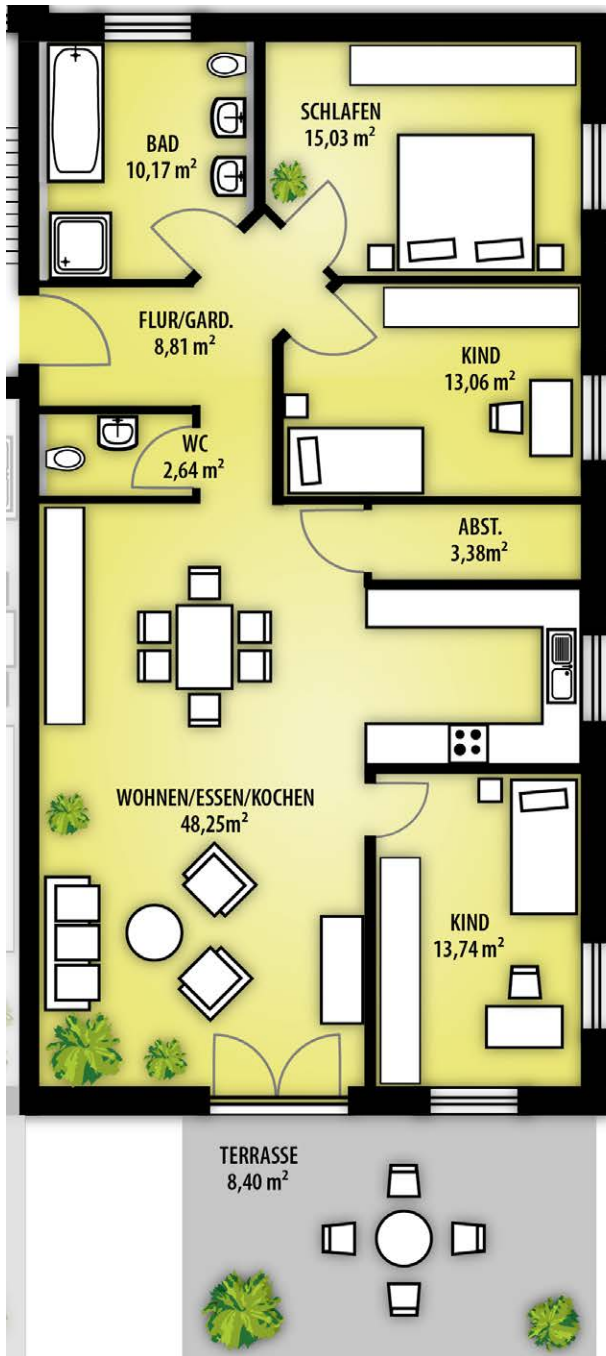 BAD
10,17 m²
SCHLAFEN
15,03 m²
FLUR/GARD.
8,81 m²
KIND
13,06 m²
WC
2,64 m²
ABST.
3,38m²
WOHNEN/ESSEN/KOCHEN
48,25m²
KIND
13,74 m²
TERRASSE
8,40 m²